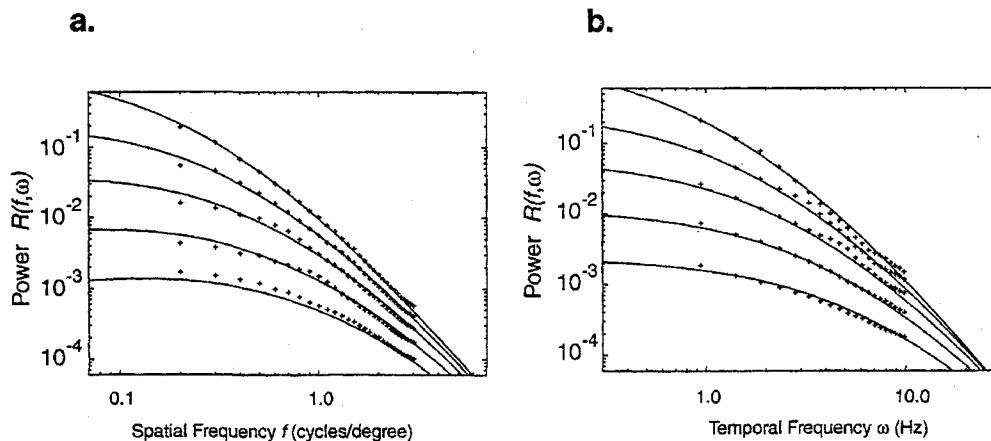 a.
Power R(f,ω)
10⁻¹
10⁻²
10⁻³
10⁻⁴
0.1
1.0
Spatial Frequency f (cycles/degree)
b.
Power R(f,ω)
10⁻¹
10⁻²
10⁻³
10⁻⁴
1.0
10.0
Temporal Frequency ω (Hz)